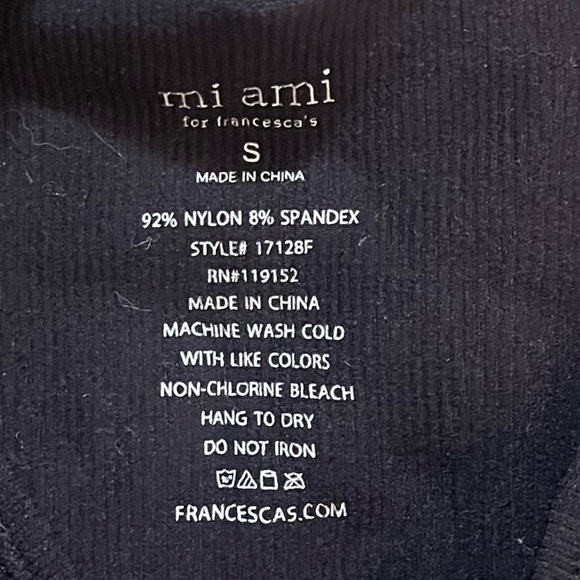 mi ami
for francesca's
S
MADE IN CHINA
92% NYLON 8% SPANDEX
STYLE# 17128F
RN#119152
MADE IN CHINA
MACHINE WASH COLD
WITH LIKE COLORS
NON-CHLORINE BLEACH
HANG TO DRY
DO NOT IRON
FRANCESCAS.COM